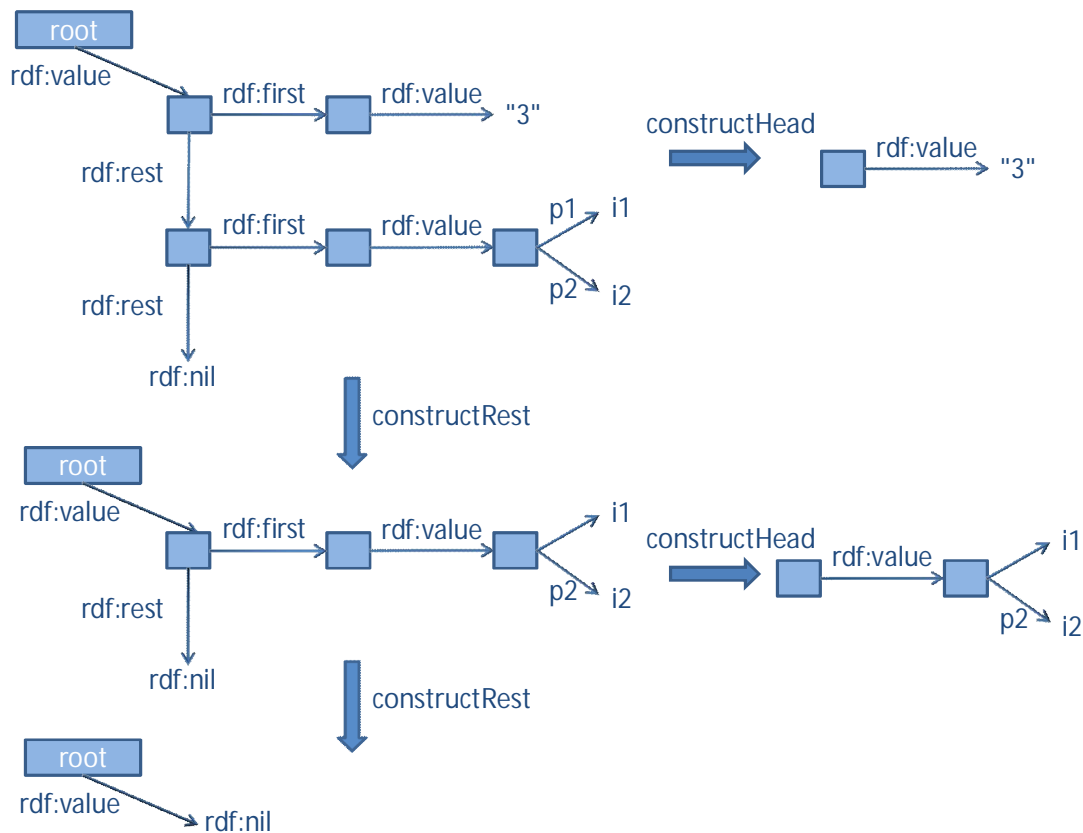 root
rdf:value
rdf:first
rdf:value
"3"
constructHead
rdf:value
"3"
rdf:rest
rdf:first
rdf:value
p1
i1
p2
i2
rdf:rest
rdf:nil
constructRest
root
rdf:value
rdf:first
rdf:value
i1
p2
i2
constructHead
rdf:value
i1
p2
i2
rdf:rest
rdf:nil
constructRest
root
rdf:value
rdf:nil